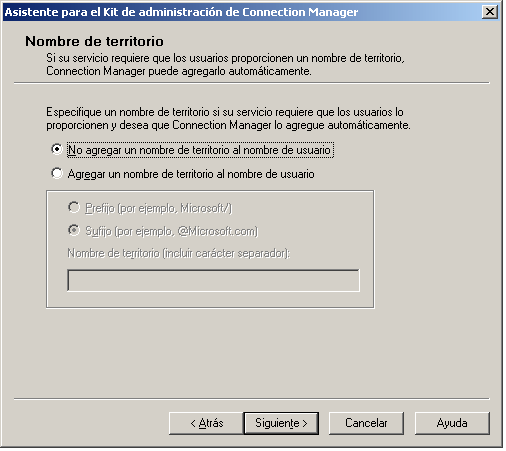 Asistente para el Kit de administración de Connection Manager
Nombre de territorio
Si su servicio requiere que los usuarios proporcionen un nombre de territorio,
Connection Manager puede agregarlo automáticamente.
Especifique un nombre de territorio si su servicio requiere que los usuarios lo
proporcionen y desea que Connection Manager lo agregue automáticamente.
No agregar un nombre de territorio al nombre de usuario
Agregar un nombre de territorio al nombre de usuario
Prefijo (por ejemplo, Microsoft/)
Sufijo (por ejemplo, @Microsoft.com)
Nombre de territorio (incluir carácter separador):
< Atrás
Siguiente >
Cancelar
Ayuda